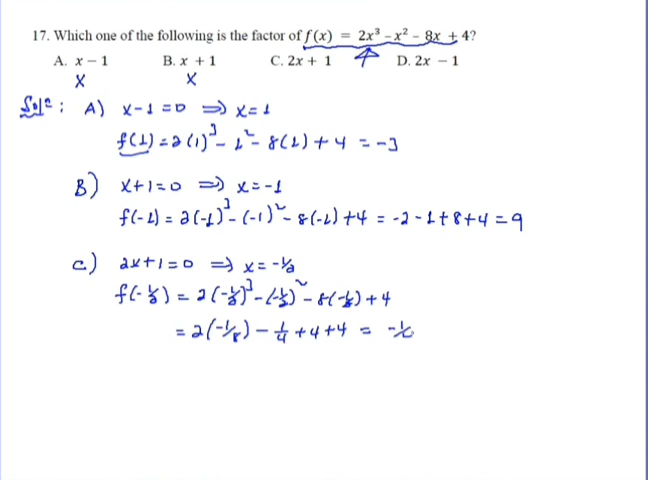 17. Which one of the following is the factor of f(x) = 2x³ – x² – 8x + 4?
A. x – 1 B. x + 1 C. 2x + 1 D. 2x – 1
X X
Solⁿ: A) x-1=0 ⇒ x=1
f(1)=2(1)³-1²-8(1)+4 = -3
B) x+1=0 ⇒ x=-1
f(-1)=2(-1)³-(-1)²-8(-1)+4 = -2-1+8+4=9
c) 2x+1=0 ⇒ x=-½
f(-½) = 2(-½)³-(-½)²-8(-½)+4
= 2(-1/8) - 1/4 +4+4 =